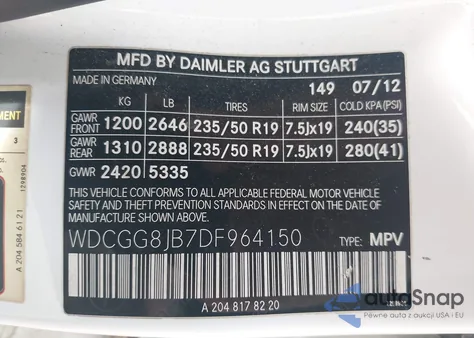 MFD BY DAIMLER AG STUTTGART
MADE IN GERMANY 149 07/12
KG LB TIRES RIM SIZE COLD KPA(PSI)
GAWR FRONT 1200 2646 235/50 R19 7.5Jx19 240(35)
GAWR REAR 1310 2888 235/50 R19 7.5Jx19 280(41)
GVWR 2420 5335
THIS VEHICLE CONFORMS TO ALL APPLICABLE FEDERAL MOTOR VEHICLE
SAFETY AND THEFT PREVENTION STANDARDS IN EFFECT ON THE DATE
OF MANUFACTURE SHOWN ABOVE.
WDCGG8JB7DF964150 TYPE: MPV
A 204 817 82 20
A 204 584 61 21
1298904
3
autoSnap
Pewne auta z aukcji USA i EU